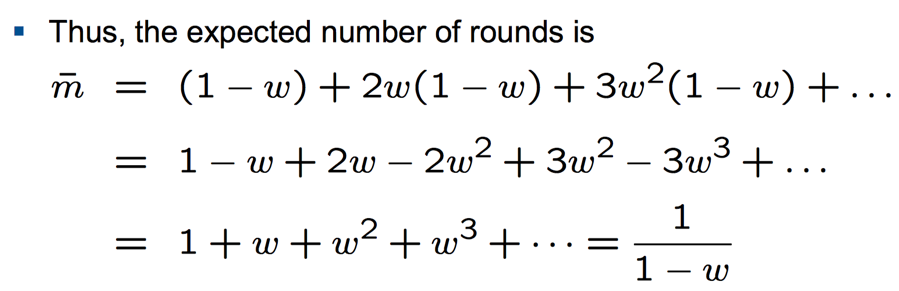 ▪ Thus, the expected number of rounds is
m̄ = (1 − w) + 2w(1 − w) + 3w²(1 − w) + ...
= 1 − w + 2w − 2w² + 3w² − 3w³ + ...
= 1 + w + w² + w³ + ··· = 1/(1 − w)